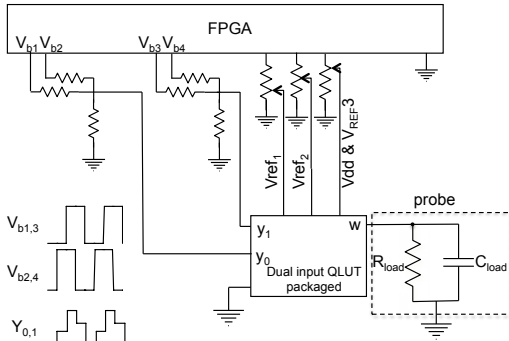 FPGA
Vb1 Vb2 Vb3 Vb4
Vref1
Vref2
Vdd & VREF3
probe
y1
w
y0
Dual input QLUT
packaged
Rload
Cload
Vb1,3
Vb2,4
Y0,1